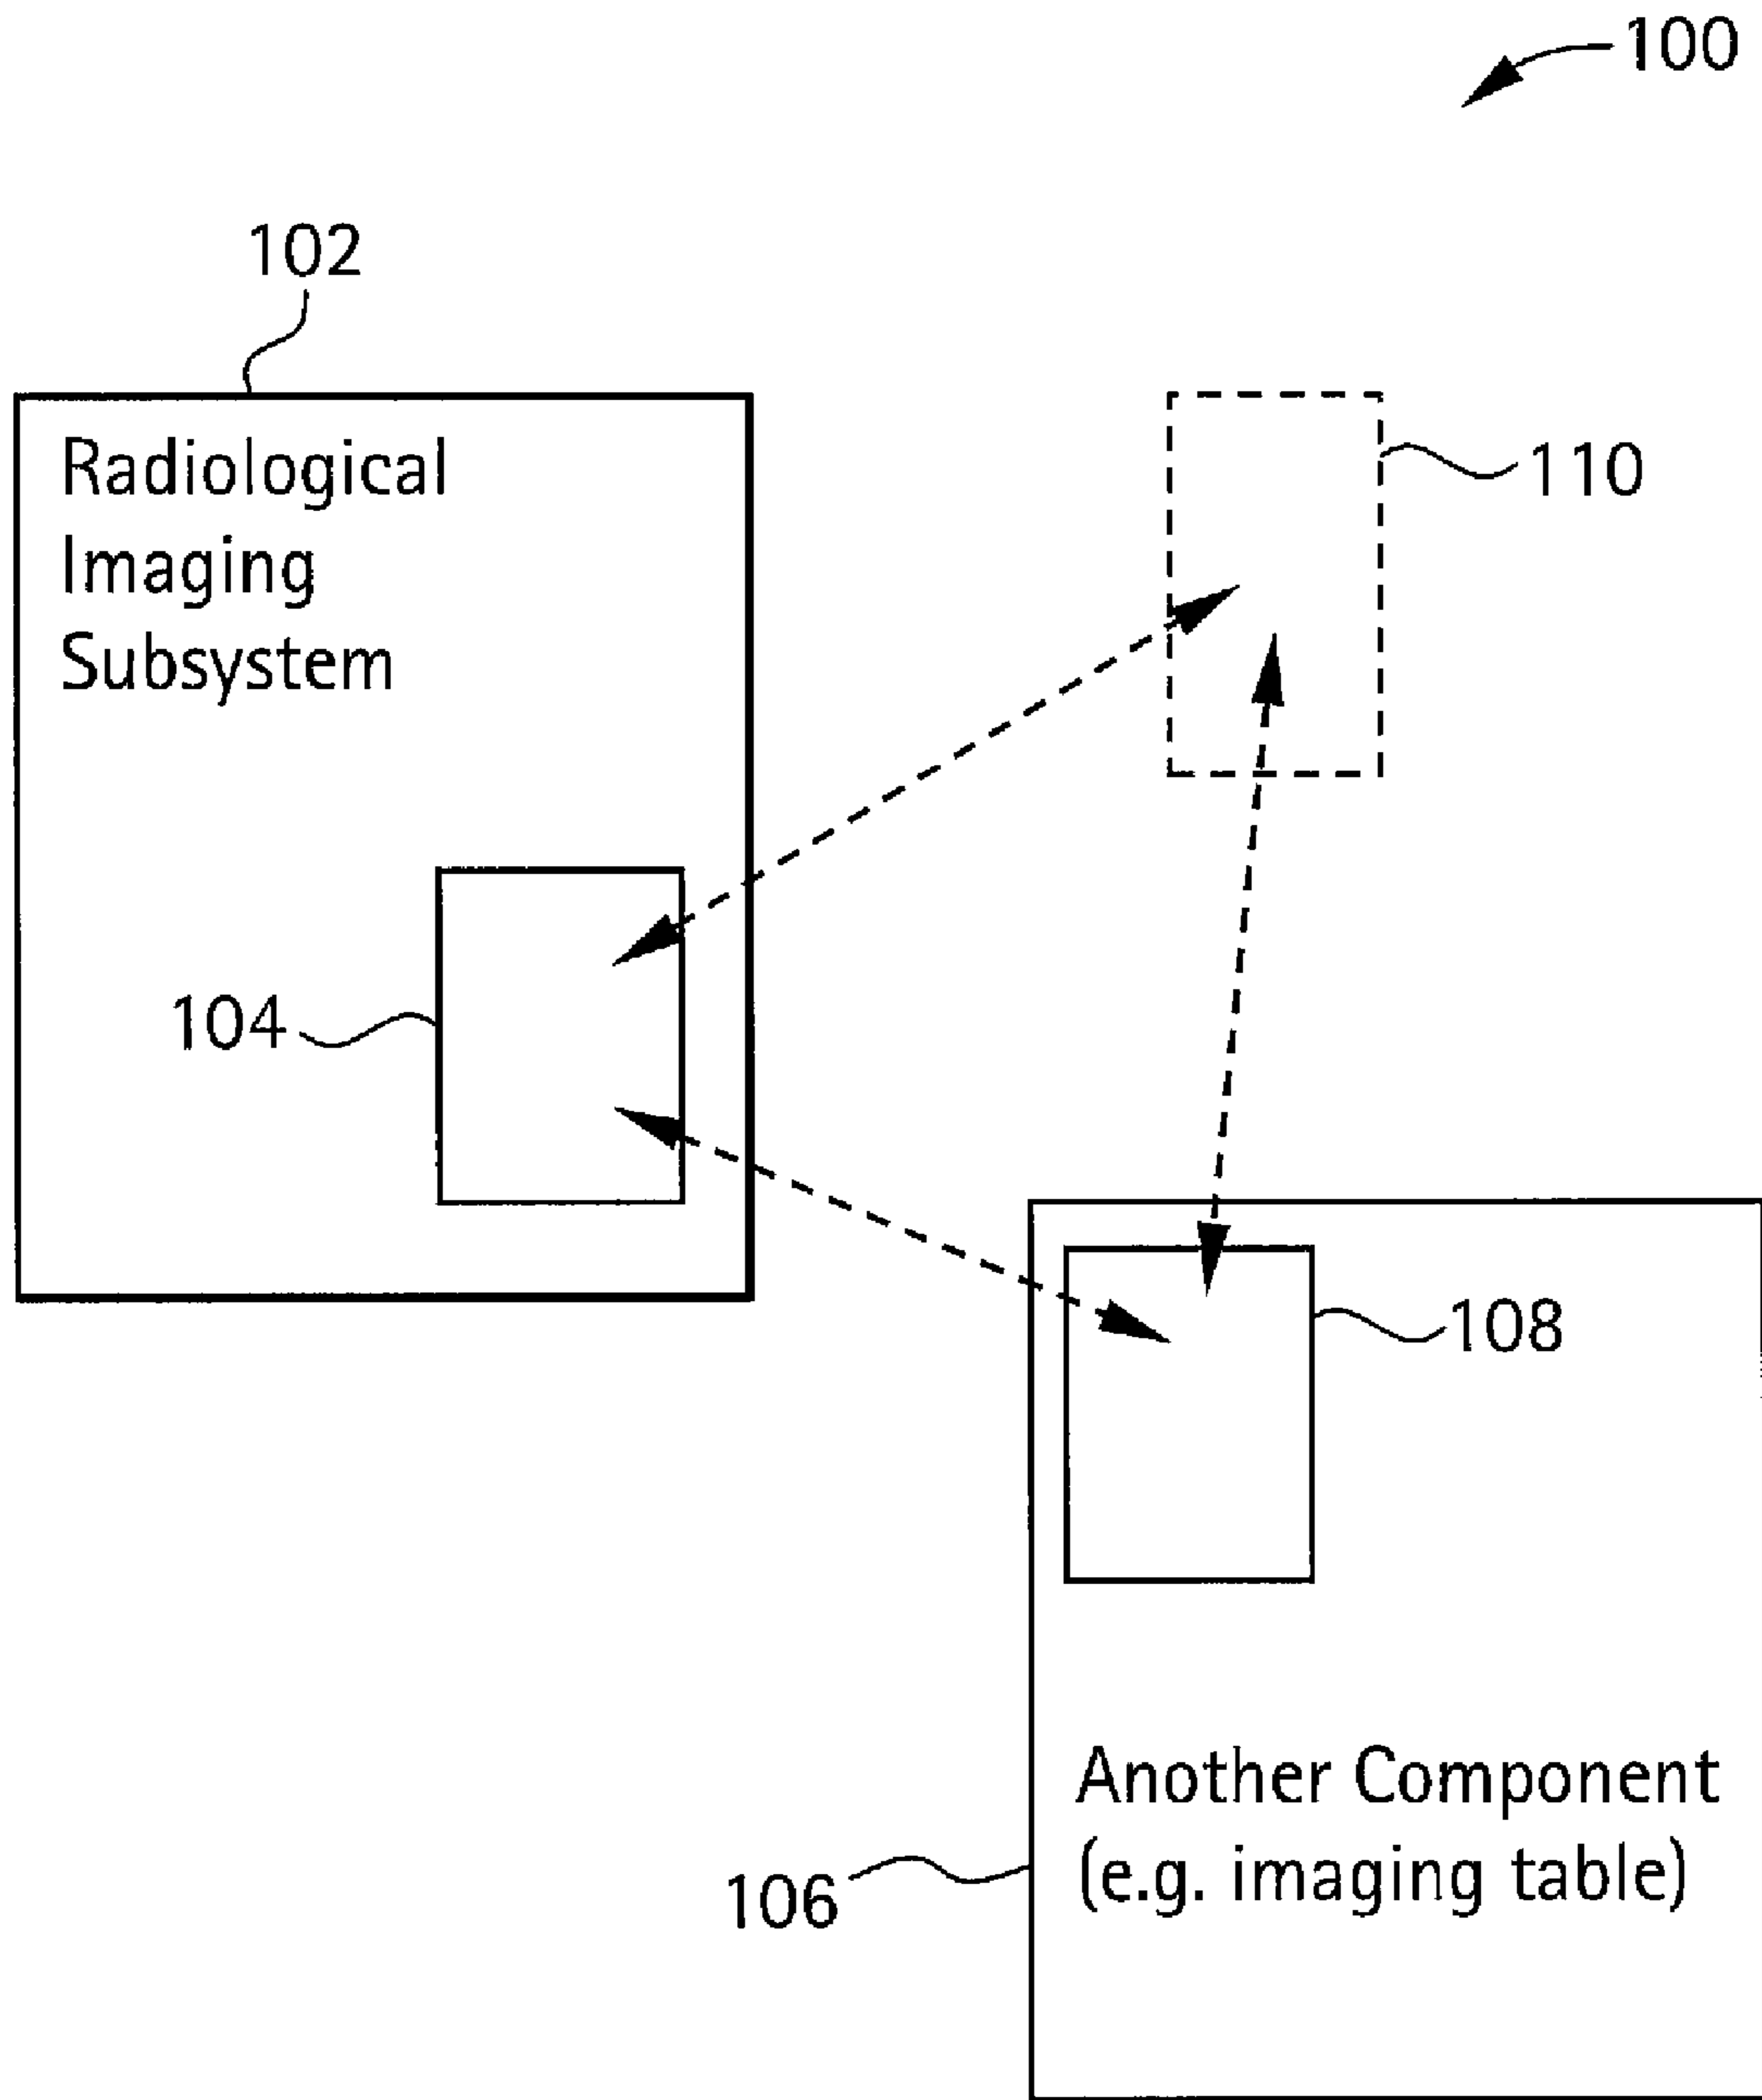 100
102
Radiological
Imaging
Subsystem
110
104
108
Another Component
(e.g. imaging table)
106